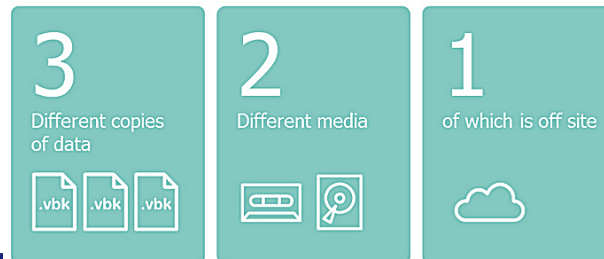 3
Different copies
of data
.vbk .vbk .vbk
2
Different media
1
of which is off site